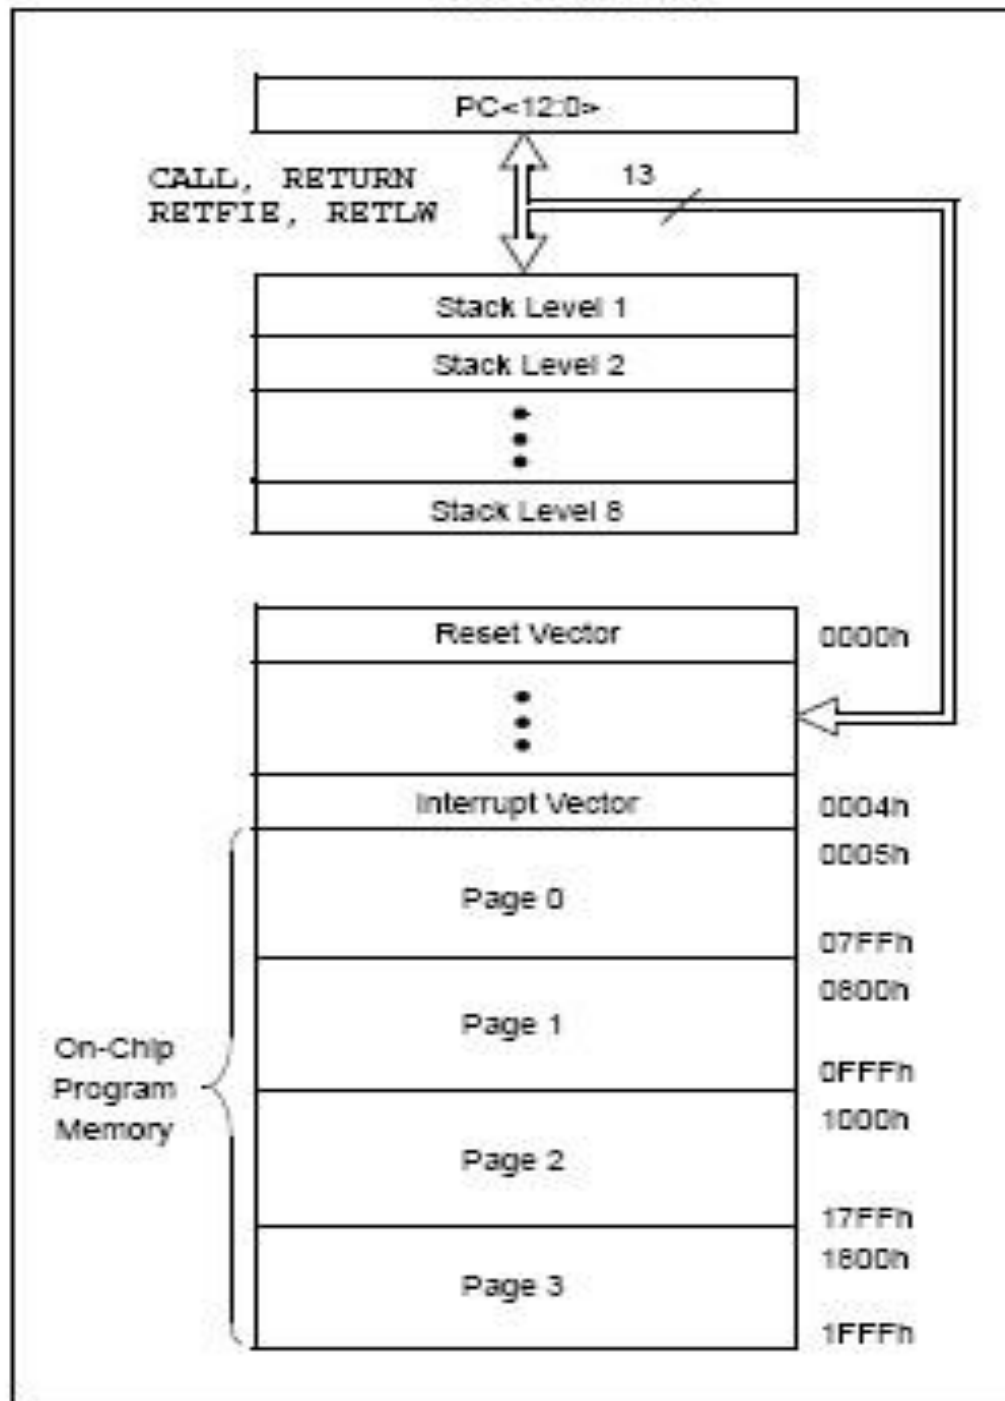 PC<12:0>
CALL, RETURN
RETFIE, RETLW
13
Stack Level 1
Stack Level 2
Stack Level 8
Reset Vector
0000h
Interrupt Vector
0004h
0005h
Page 0
07FFh
0800h
Page 1
0FFFh
On-Chip
Program
Memory
1000h
Page 2
17FFh
1800h
Page 3
1FFFh